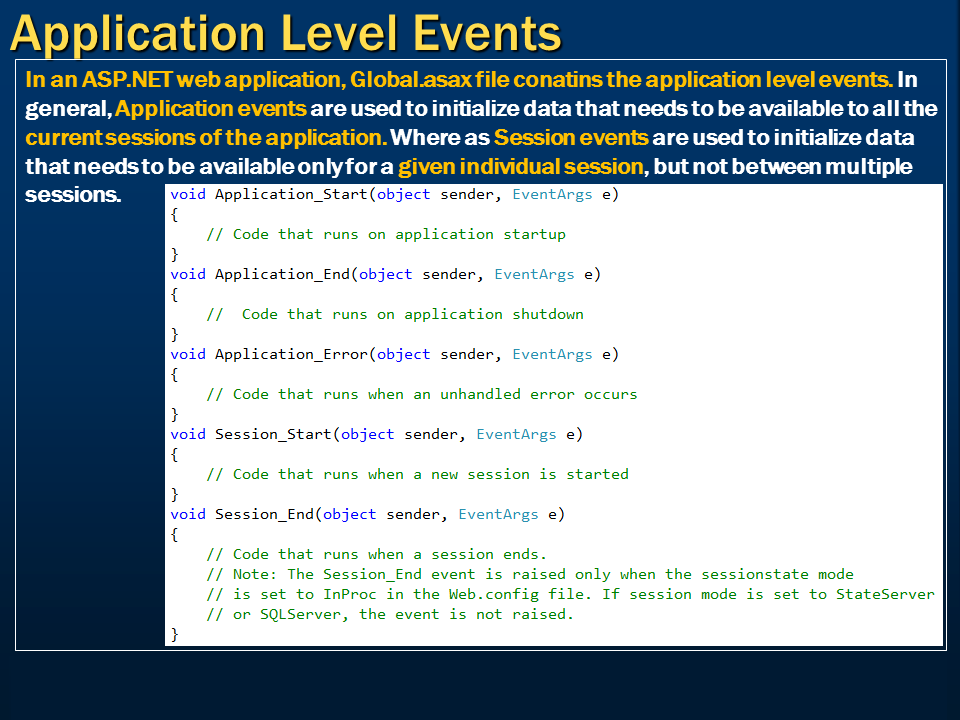 Application Level Events
In an ASP.NET web application, Global.asax file conatins the application level events. In
general, Application events are used to initialize data that needs to be available to all the
current sessions of the application. Where as Session events are used to initialize data
that needs to be available only for a given individual session, but not between multiple
sessions.
void Application_Start(object sender, EventArgs e)
{
    // Code that runs on application startup
}
void Application_End(object sender, EventArgs e)
{
    //  Code that runs on application shutdown
}
void Application_Error(object sender, EventArgs e)
{
    // Code that runs when an unhandled error occurs
}
void Session_Start(object sender, EventArgs e)
{
    // Code that runs when a new session is started
}
void Session_End(object sender, EventArgs e)
{
    // Code that runs when a session ends.
    // Note: The Session_End event is raised only when the sessionstate mode
    // is set to InProc in the Web.config file. If session mode is set to StateServer
    // or SQLServer, the event is not raised.
}